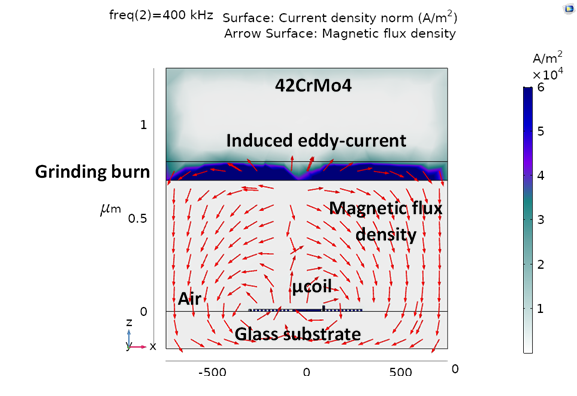 freq(2)=400 kHz
Surface: Current density norm (A/m²)
Arrow Surface: Magnetic flux density
A/m²
×10⁴
6
5
4
3
2
1
42CrMo4
Induced eddy-current
Grinding burn
Magnetic flux
density
μcoil
Air
Glass substrate
1
μm
0.5
0
z
y
x
-500
0
500
0